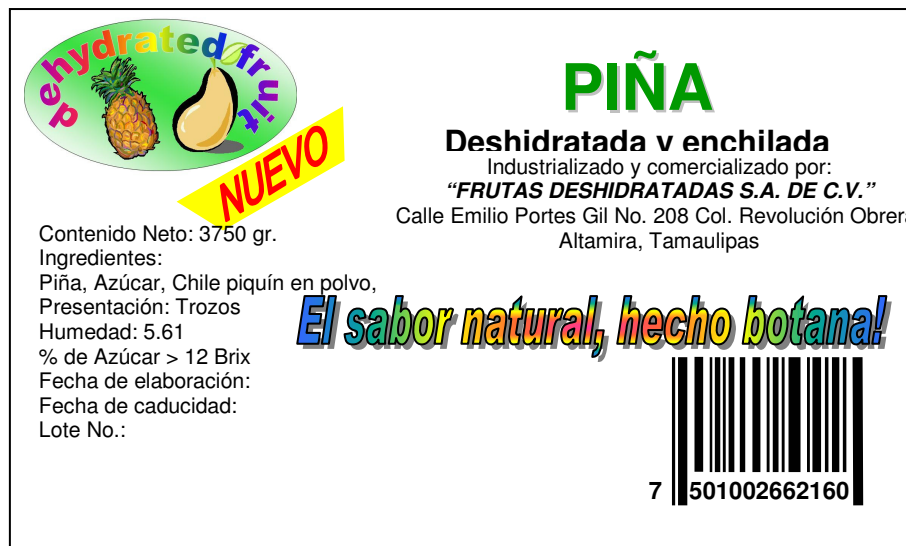 dehydrated fruit
NUEVO
PIÑA
Deshidratada y enchilada
Industrializado y comercializado por:
“FRUTAS DESHIDRATADAS S.A. DE C.V.”
Calle Emilio Portes Gil No. 208 Col. Revolución Obrera
Altamira, Tamaulipas
Contenido Neto: 3750 gr.
Ingredientes:
Piña, Azúcar, Chile piquín en polvo,
Presentación: Trozos
Humedad: 5.61
% de Azúcar > 12 Brix
Fecha de elaboración:
Fecha de caducidad:
Lote No.:
El sabor natural, hecho botana!
7 501002662160